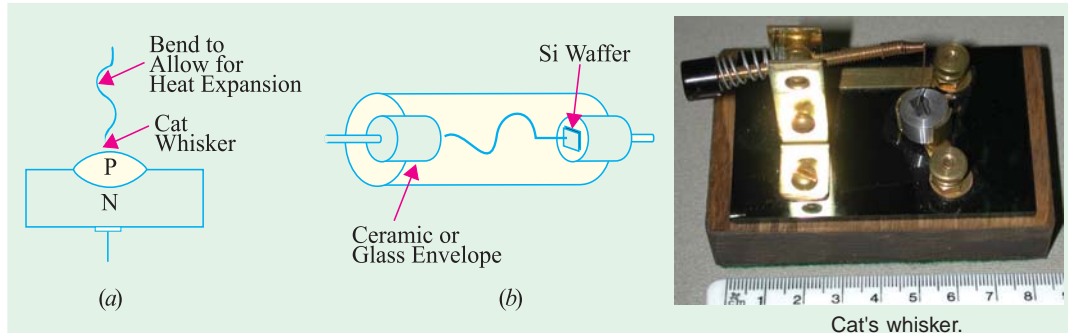 Bend to
Allow for
Heat Expansion
Cat
Whisker
P
N
(a)
Si Waffer
Ceramic or
Glass Envelope
(b)
1 2 3 4 5 6 7 8
Cat's whisker.